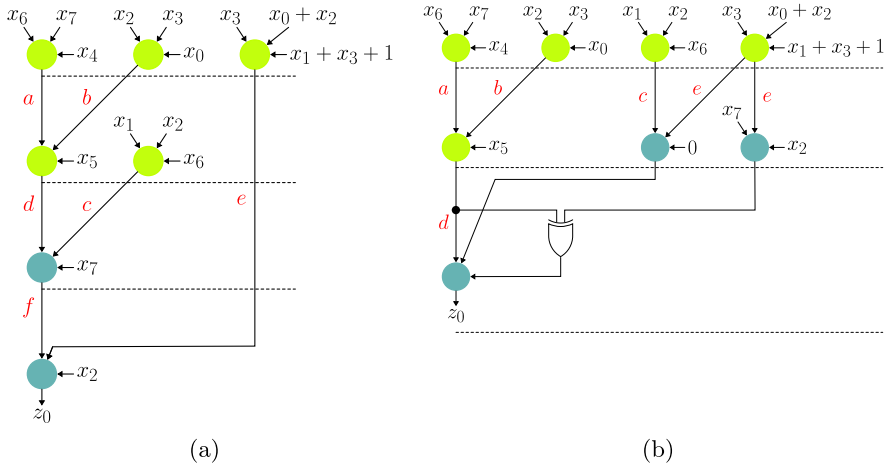 x₆ x₇ x₂ x₃ x₃ x₀ + x₂
x₄ x₀ x₁ + x₃ + 1
a b
x₁ x₂
x₅ x₆
d c e
x₇
f
x₂
z₀
(a)
x₆ x₇ x₂ x₃ x₁ x₂ x₃ x₀ + x₂
x₄ x₀ x₆ x₁ + x₃ + 1
a b c e e
x₇
x₅ 0 x₂
d
z₀
(b)